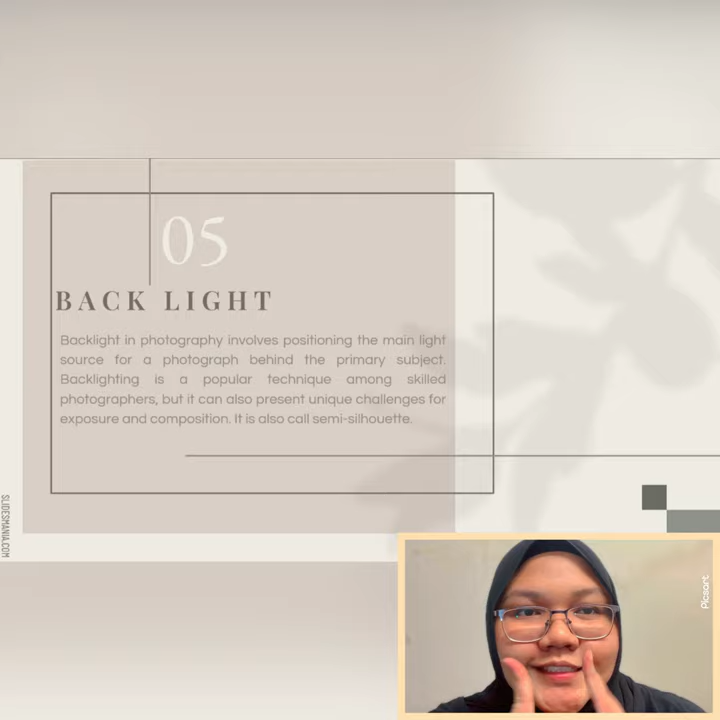 05
BACK LIGHT
Backlight in photography involves positioning the main light
source for a photograph behind the primary subject.
Backlighting is a popular technique among skilled
photographers, but it can also present unique challenges for
exposure and composition. It is also call semi-silhouette.
SLIDESMANIA.COM
Picsart